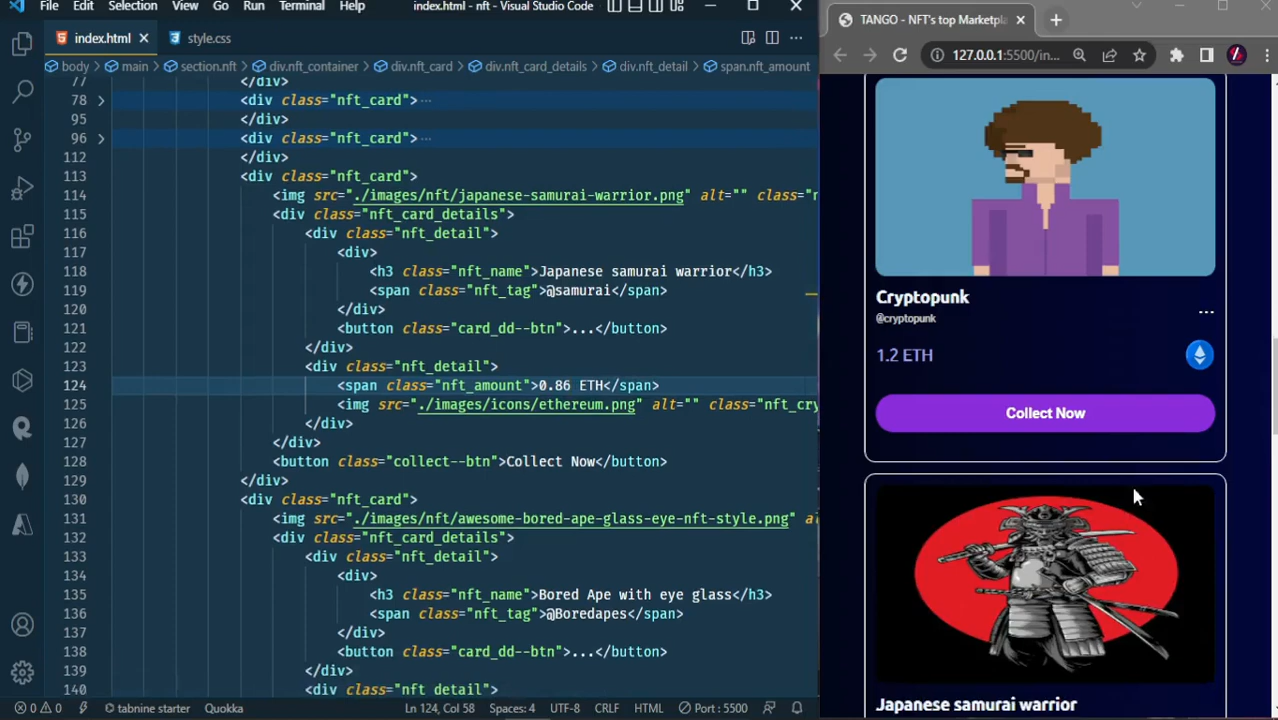 File Edit Selection View Go Run Terminal Help index.html - nft - Visual Studio Code
index.html style.css
body main section.nft div.nft_container div.nft_card div.nft_card_details div.nft_detail span.nft_amount
77 </div>
78 <div class="nft_card">…
95 </div>
96 <div class="nft_card">…
112 </div>
113 <div class="nft_card">
114 <img src="./images/nft/japanese-samurai-warrior.png" alt="" class="n
115 <div class="nft_card_details">
116 <div class="nft_detail">
117 <div>
118 <h3 class="nft_name">Japanese samurai warrior</h3>
119 <span class="nft_tag">@samurai</span>
120 </div>
121 <button class="card_dd--btn">...</button>
122 </div>
123 <div class="nft_detail">
124 <span class="nft_amount">0.86 ETH</span>
125 <img src="./images/icons/ethereum.png" alt="" class="nft_cry
126 </div>
127 </div>
128 <button class="collect--btn">Collect Now</button>
129 </div>
130 <div class="nft_card">
131 <img src="./images/nft/awesome-bored-ape-glass-eye-nft-style.png" al
132 <div class="nft_card_details">
133 <div class="nft_detail">
134 <div>
135 <h3 class="nft_name">Bored Ape with eye glass</h3>
136 <span class="nft_tag">@Boredapes</span>
137 </div>
138 <button class="card_dd--btn">...</button>
139 </div>
140 <div class="nft_detail">
0 0 tabnine starter Quokka Ln 124, Col 58 Spaces: 4 UTF-8 CRLF HTML Port : 5500
TANGO - NFT's top Marketpla
127.0.0.1:5500/in...
Cryptopunk
@cryptopunk
...
1.2 ETH
Collect Now
Japanese samurai warrior